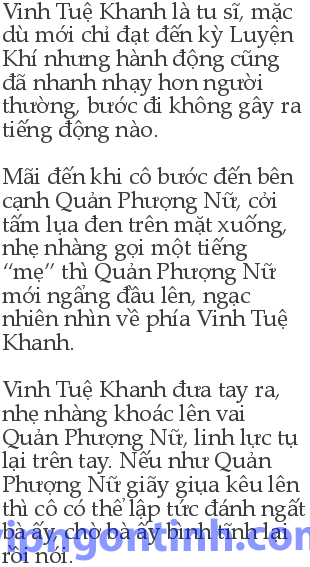 Vinh Tuệ Khanh là tu sĩ, mặc
dù mới chỉ đạt đến kỳ Luyện
Khí nhưng hành động cũng
đã nhanh nhạy hơn người
thường, bước đi không gây ra
tiếng động nào.
Mãi đến khi cô bước đến bên
cạnh Quản Phượng Nữ, cởi
tấm lụa đen trên mặt xuống,
nhẹ nhàng gọi một tiếng
“mẹ” thì Quản Phượng Nữ
mới ngẩng đầu lên, ngạc
nhiên nhìn về phía Vinh Tuệ
Khanh.
Vinh Tuệ Khanh đưa tay ra,
nhẹ nhàng khoác lên vai
Quản Phượng Nữ, linh lực tụ
lại trên tay. Nếu như Quản
Phượng Nữ giãy giụa kêu lên
thì cô có thể lập tức đánh ngất
bà ấy, chờ bà ấy bình tĩnh lại
rồi nói.
vipngontinh.com